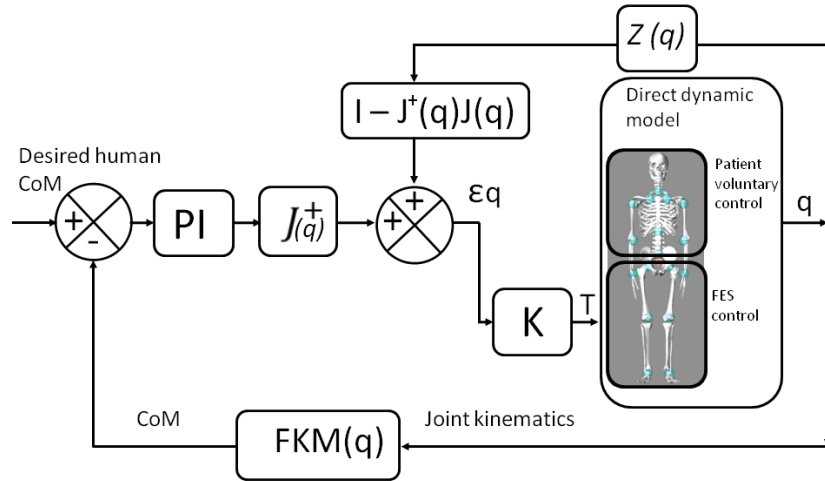 Z(q)
I – J⁺(q)J(q)
Direct dynamic
model
Desired human
CoM
Patient
voluntary
control
+
-
PI
J(q)⁺
+
+
εq
q
K
T
FES
control
CoM
FKM(q)
Joint kinematics